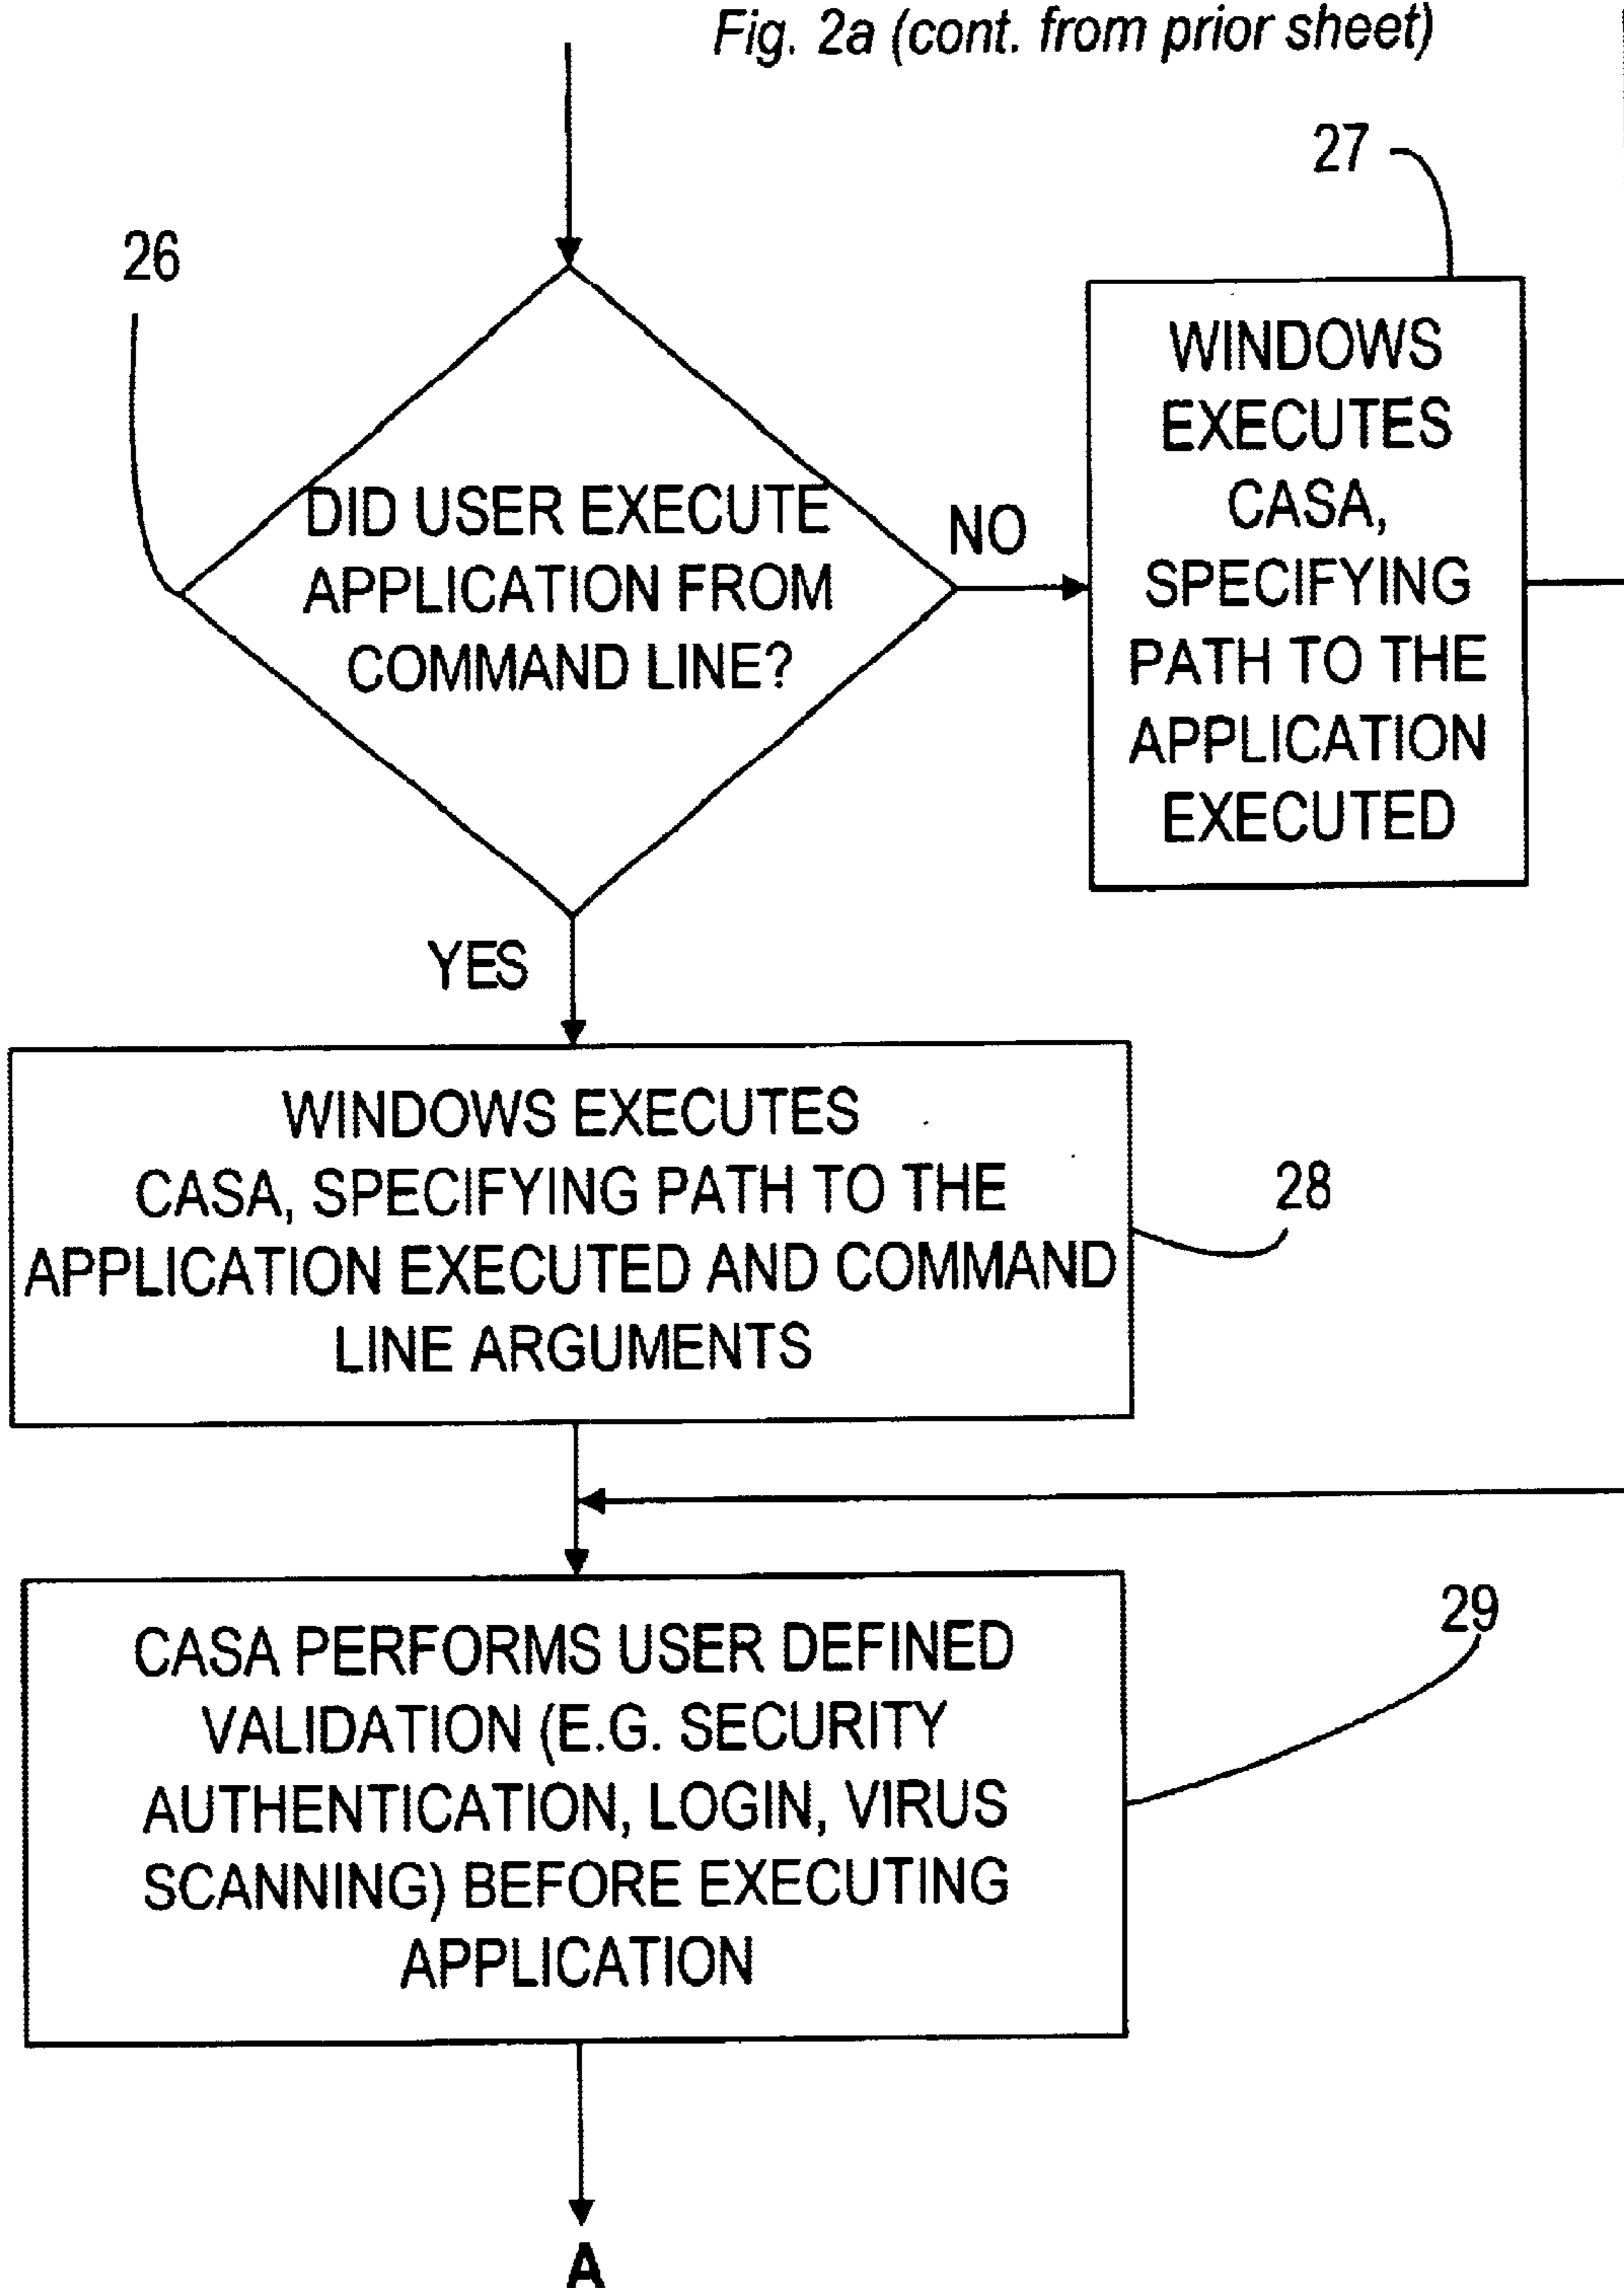 Fig. 2a (cont. from prior sheet)
27
26
WINDOWS
EXECUTES
CASA,
SPECIFYING
PATH TO THE
APPLICATION
EXECUTED
DID USER EXECUTE
APPLICATION FROM
COMMAND LINE?
NO
YES
WINDOWS EXECUTES
CASA, SPECIFYING PATH TO THE
APPLICATION EXECUTED AND COMMAND
LINE ARGUMENTS
28
29
CASA PERFORMS USER DEFINED
VALIDATION (E.G. SECURITY
AUTHENTICATION, LOGIN, VIRUS
SCANNING) BEFORE EXECUTING
APPLICATION
A